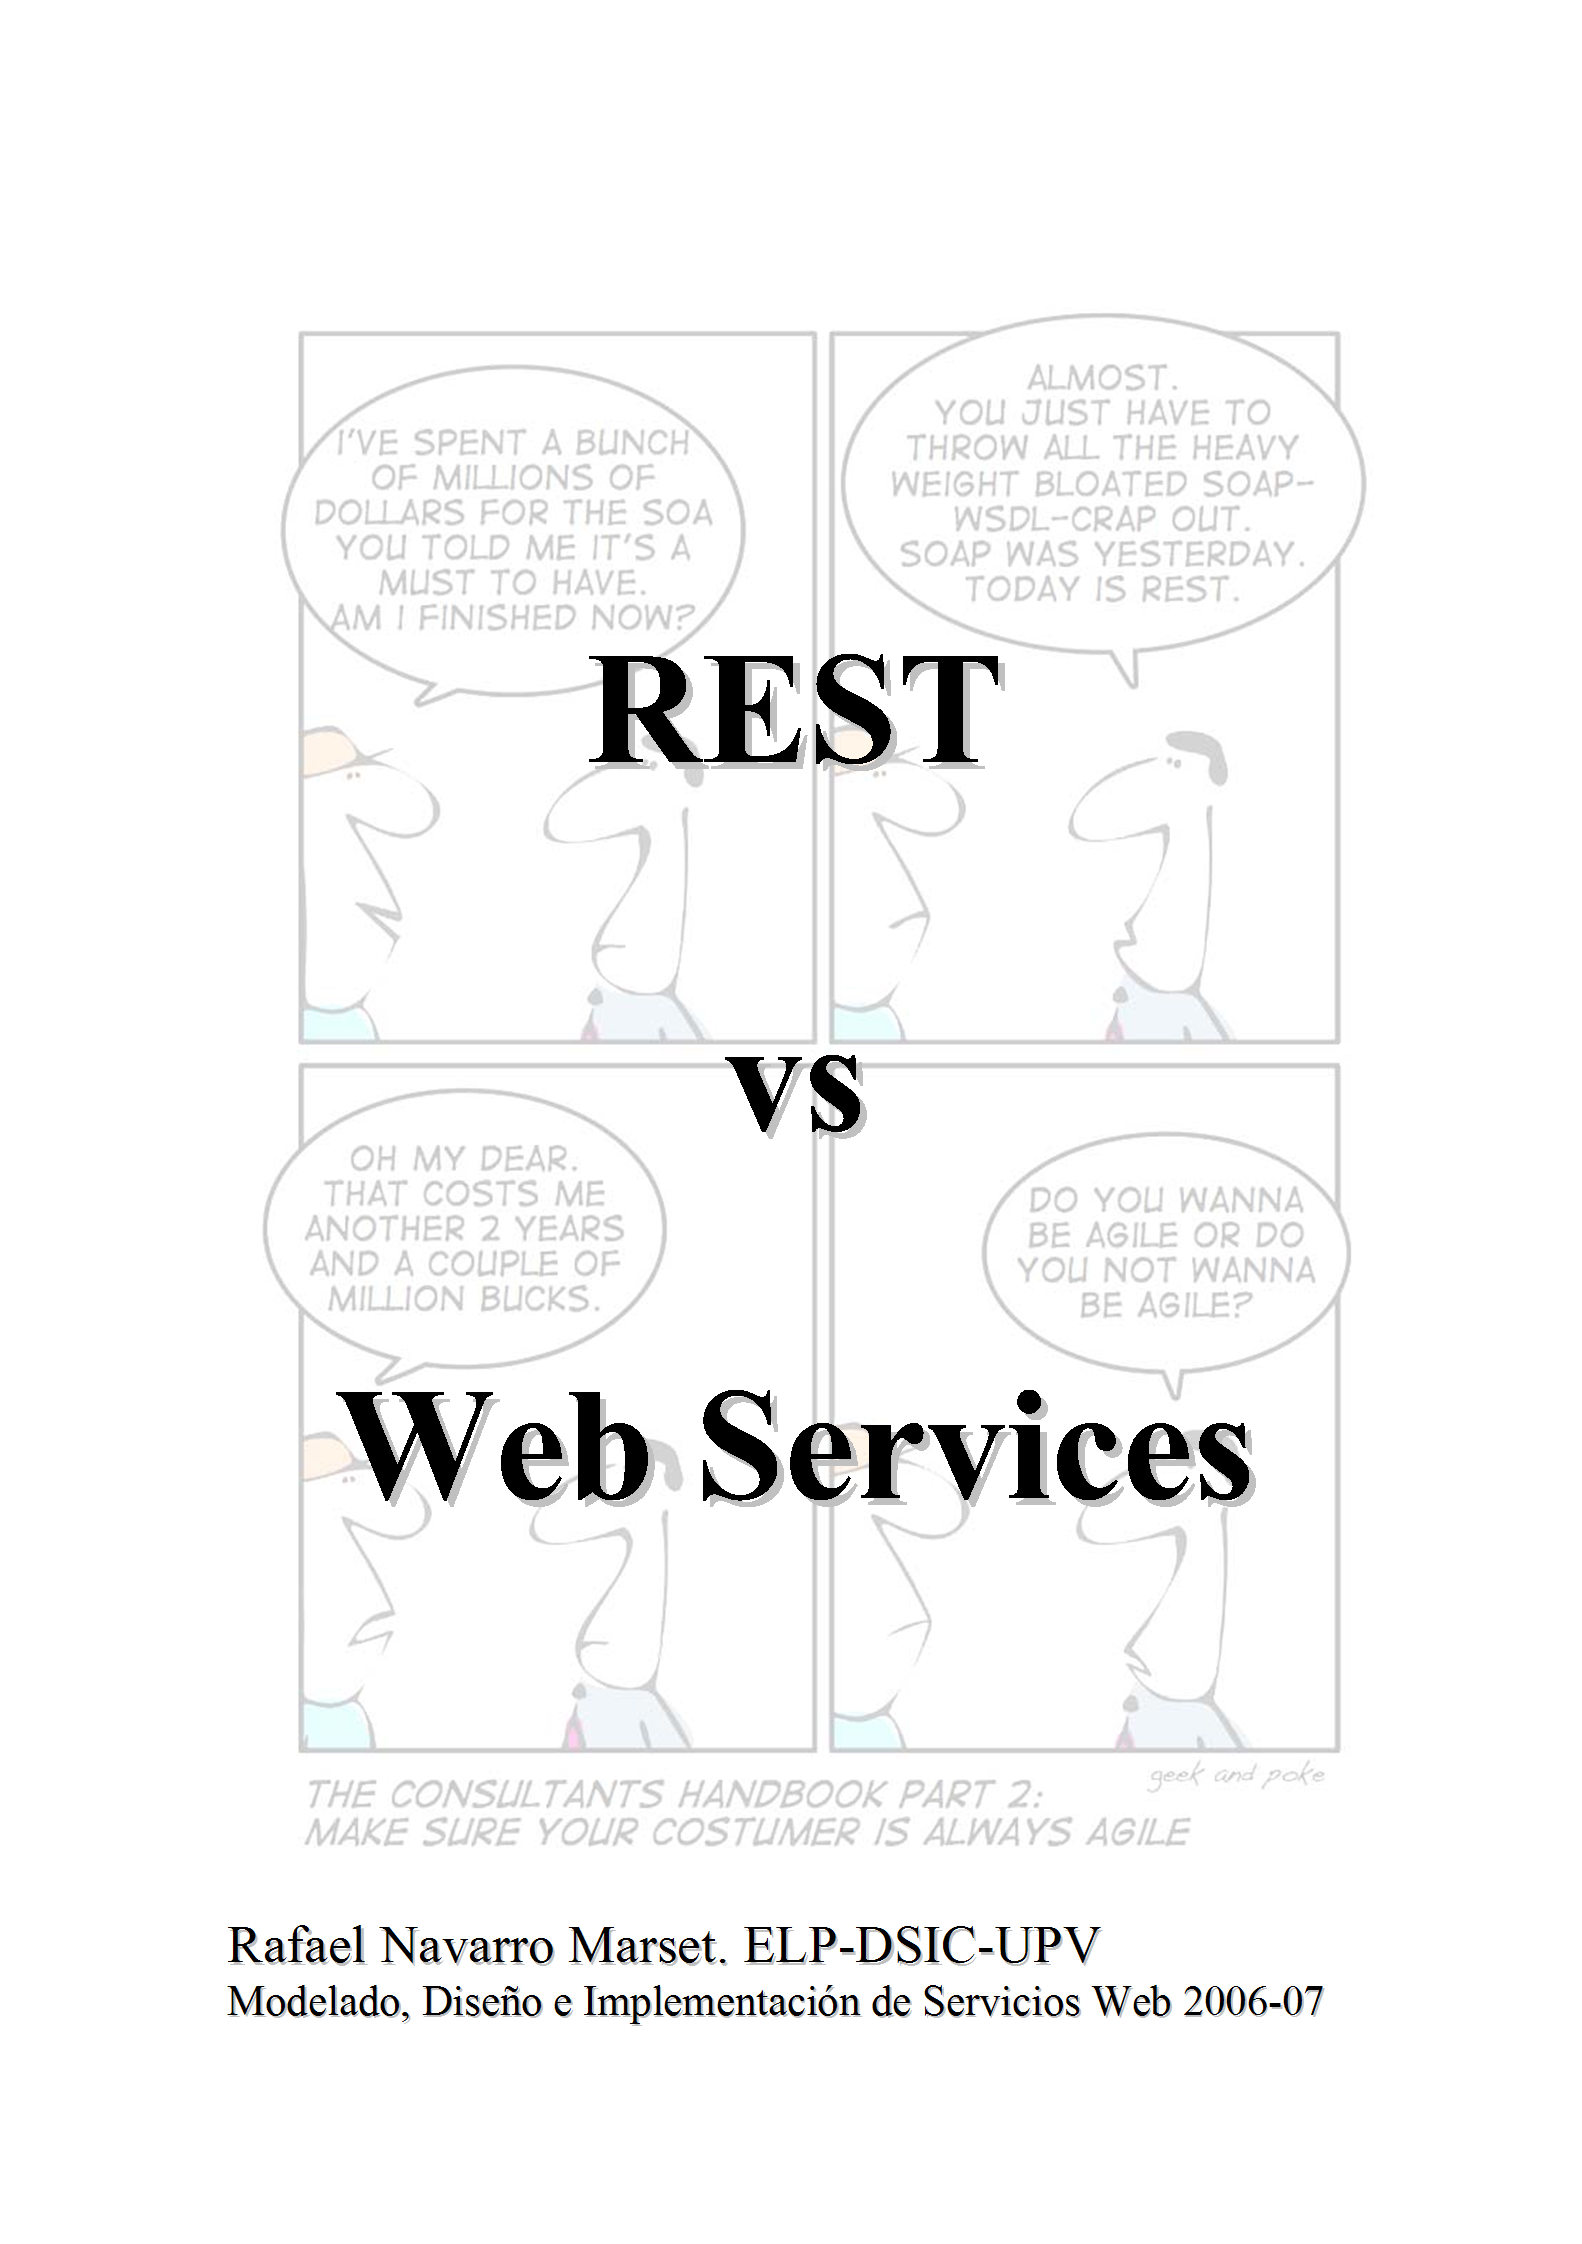 I'VE SPENT A BUNCH
OF MILLIONS OF
DOLLARS FOR THE SOA
YOU TOLD ME IT'S A
MUST TO HAVE.
AM I FINISHED NOW?
ALMOST.
YOU JUST HAVE TO
THROW ALL THE HEAVY
WEIGHT BLOATED SOAP-
WSDL-CRAP OUT.
SOAP WAS YESTERDAY.
TODAY IS REST.
REST
vs
OH MY DEAR.
THAT COSTS ME
ANOTHER 2 YEARS
AND A COUPLE OF
MILLION BUCKS.
DO YOU WANNA
BE AGILE OR DO
YOU NOT WANNA
BE AGILE?
Web Services
geek and poke
THE CONSULTANTS HANDBOOK PART 2:
MAKE SURE YOUR COSTUMER IS ALWAYS AGILE
Rafael Navarro Marset. ELP-DSIC-UPV
Modelado, Diseño e Implementación de Servicios Web 2006-07